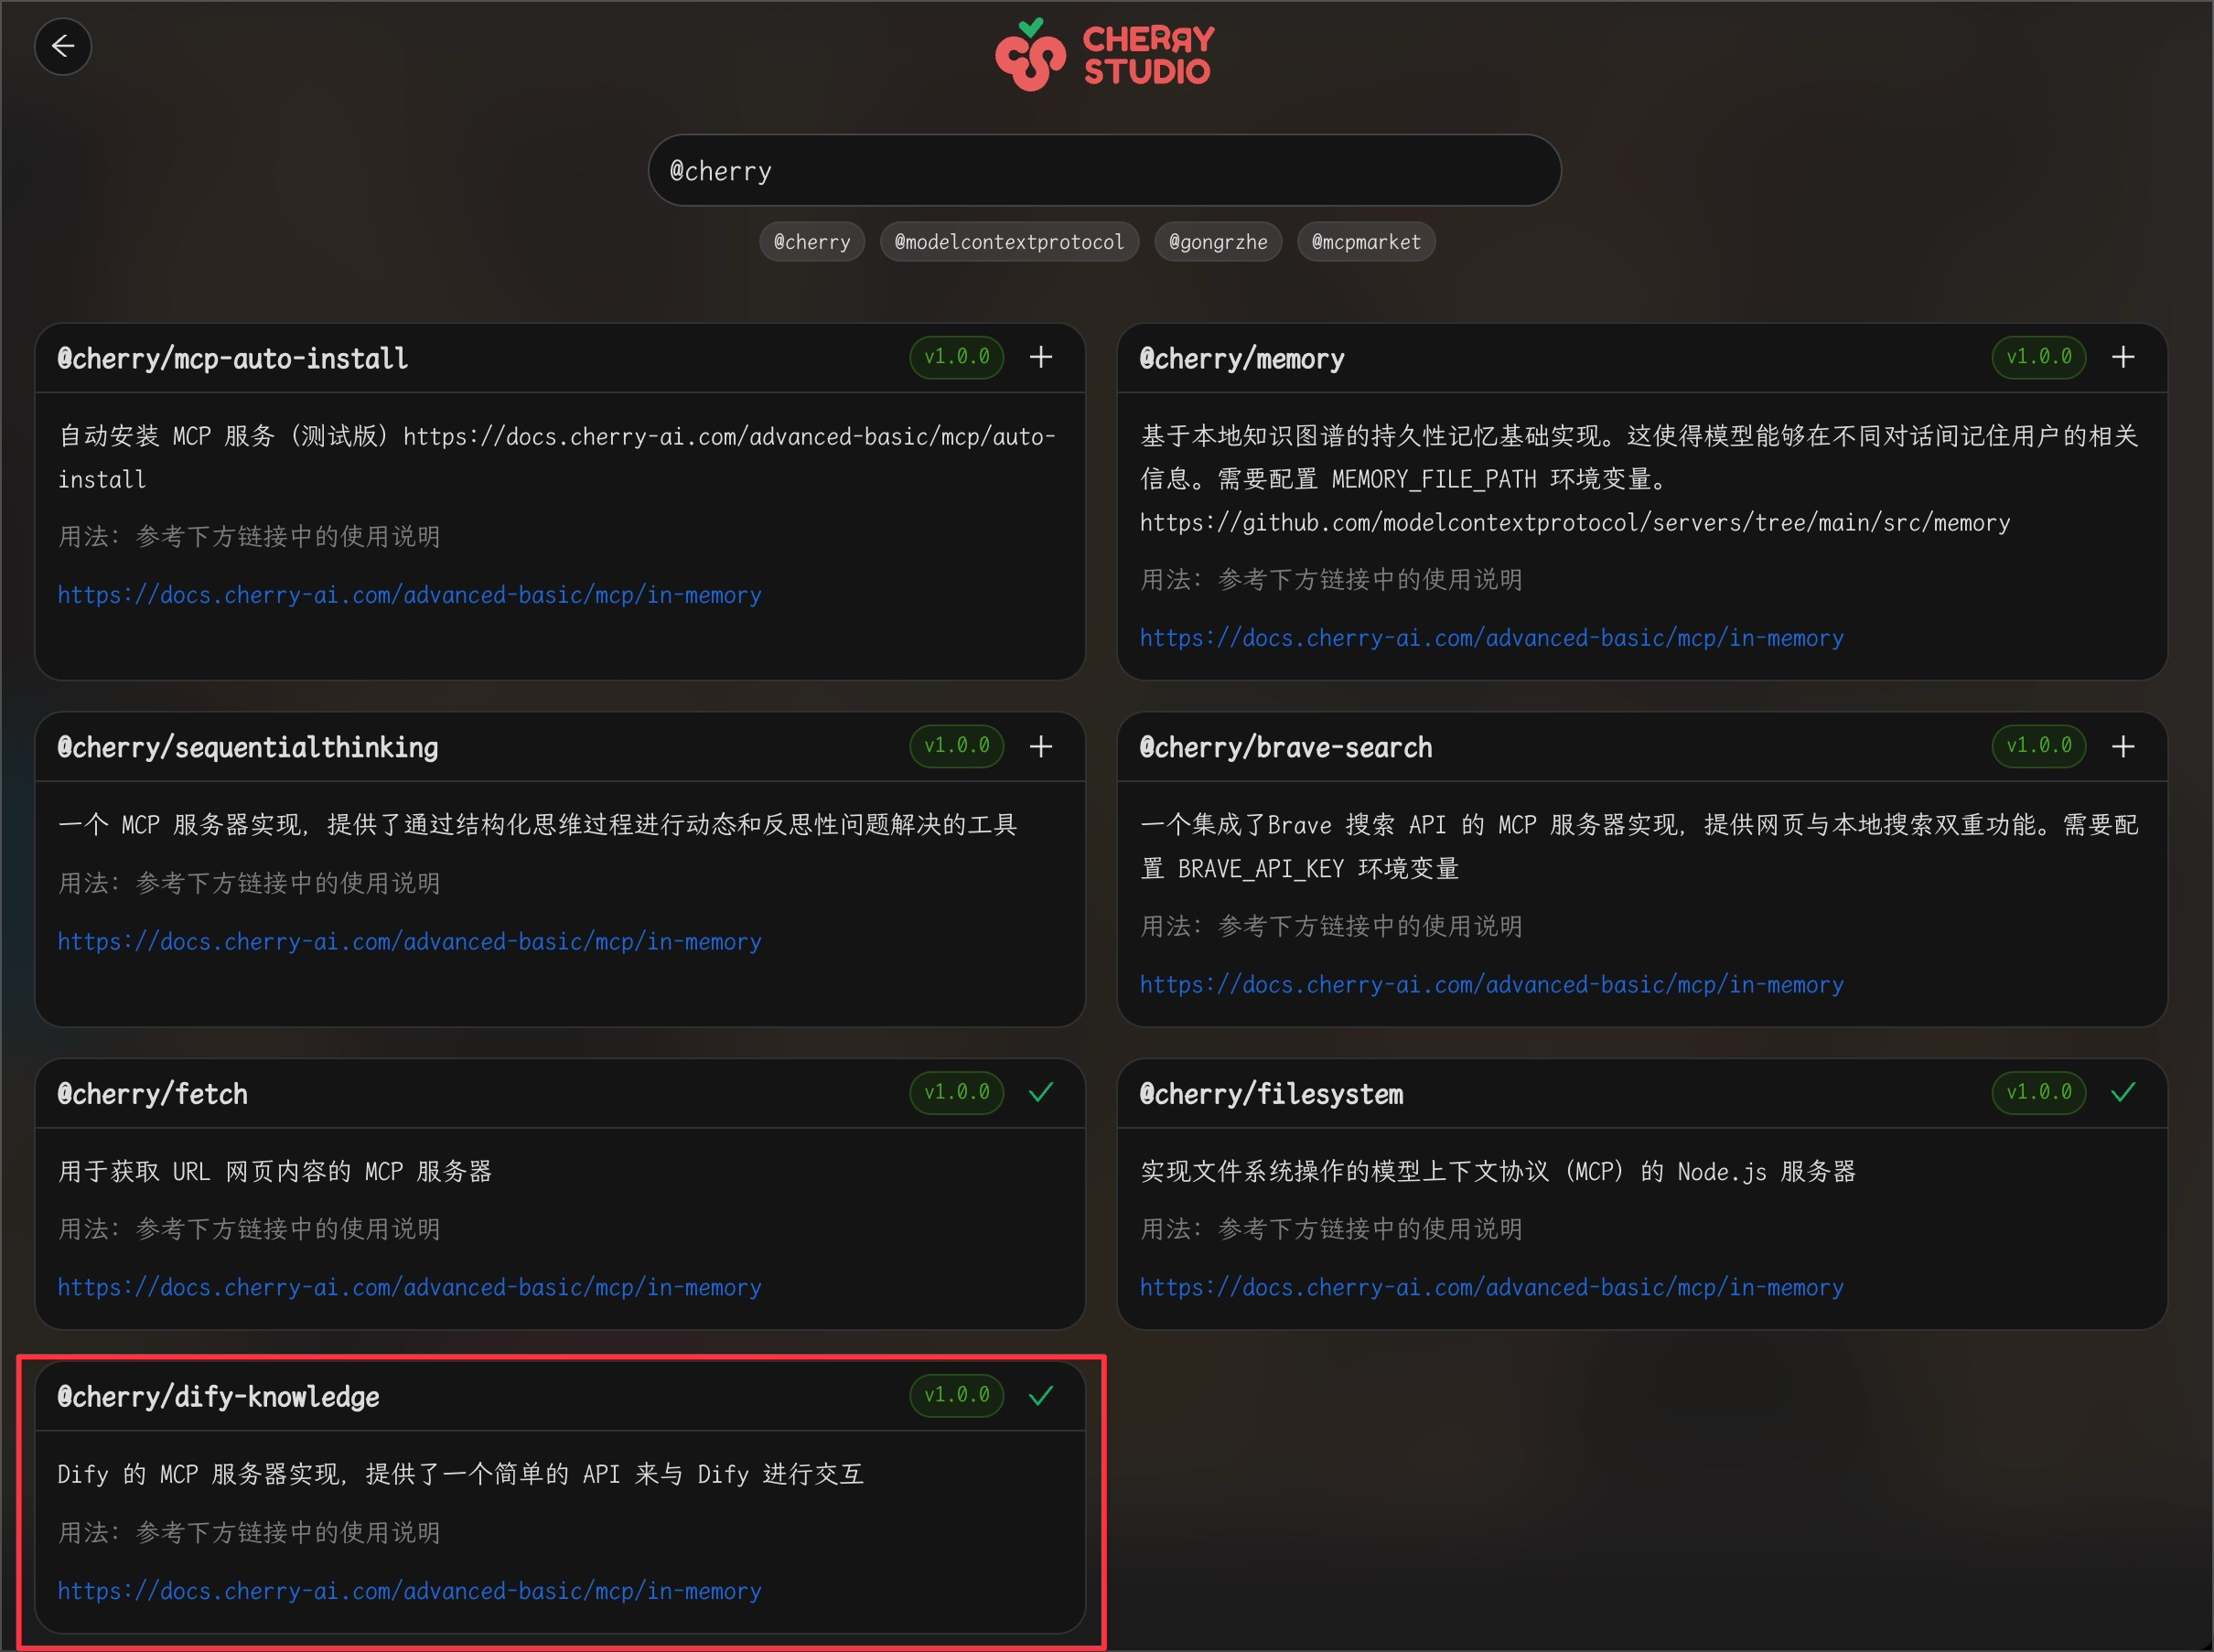 CHERRY
STUDIO
@cherry
@cherry
@modelcontextprotocol
@gongrzhe
@mcpmarket
@cherry/mcp-auto-install
v1.0.0
自动安装 MCP 服务（测试版）https://docs.cherry-ai.com/advanced-basic/mcp/auto-
install
用法：参考下方链接中的使用说明
https://docs.cherry-ai.com/advanced-basic/mcp/in-memory
@cherry/memory
v1.0.0
基于本地知识图谱的持久性记忆基础实现。这使得模型能够在不同对话间记住用户的相关
信息。需要配置 MEMORY_FILE_PATH 环境变量。
https://github.com/modelcontextprotocol/servers/tree/main/src/memory
用法：参考下方链接中的使用说明
https://docs.cherry-ai.com/advanced-basic/mcp/in-memory
@cherry/sequentialthinking
v1.0.0
一个 MCP 服务器实现，提供了通过结构化思维过程进行动态和反思性问题解决的工具
用法：参考下方链接中的使用说明
https://docs.cherry-ai.com/advanced-basic/mcp/in-memory
@cherry/brave-search
v1.0.0
一个集成了Brave 搜索 API 的 MCP 服务器实现，提供网页与本地搜索双重功能。需要配
置 BRAVE_API_KEY 环境变量
用法：参考下方链接中的使用说明
https://docs.cherry-ai.com/advanced-basic/mcp/in-memory
@cherry/fetch
v1.0.0
用于获取 URL 网页内容的 MCP 服务器
用法：参考下方链接中的使用说明
https://docs.cherry-ai.com/advanced-basic/mcp/in-memory
@cherry/filesystem
v1.0.0
实现文件系统操作的模型上下文协议（MCP）的 Node.js 服务器
用法：参考下方链接中的使用说明
https://docs.cherry-ai.com/advanced-basic/mcp/in-memory
@cherry/dify-knowledge
v1.0.0
Dify 的 MCP 服务器实现，提供了一个简单的 API 来与 Dify 进行交互
用法：参考下方链接中的使用说明
https://docs.cherry-ai.com/advanced-basic/mcp/in-memory